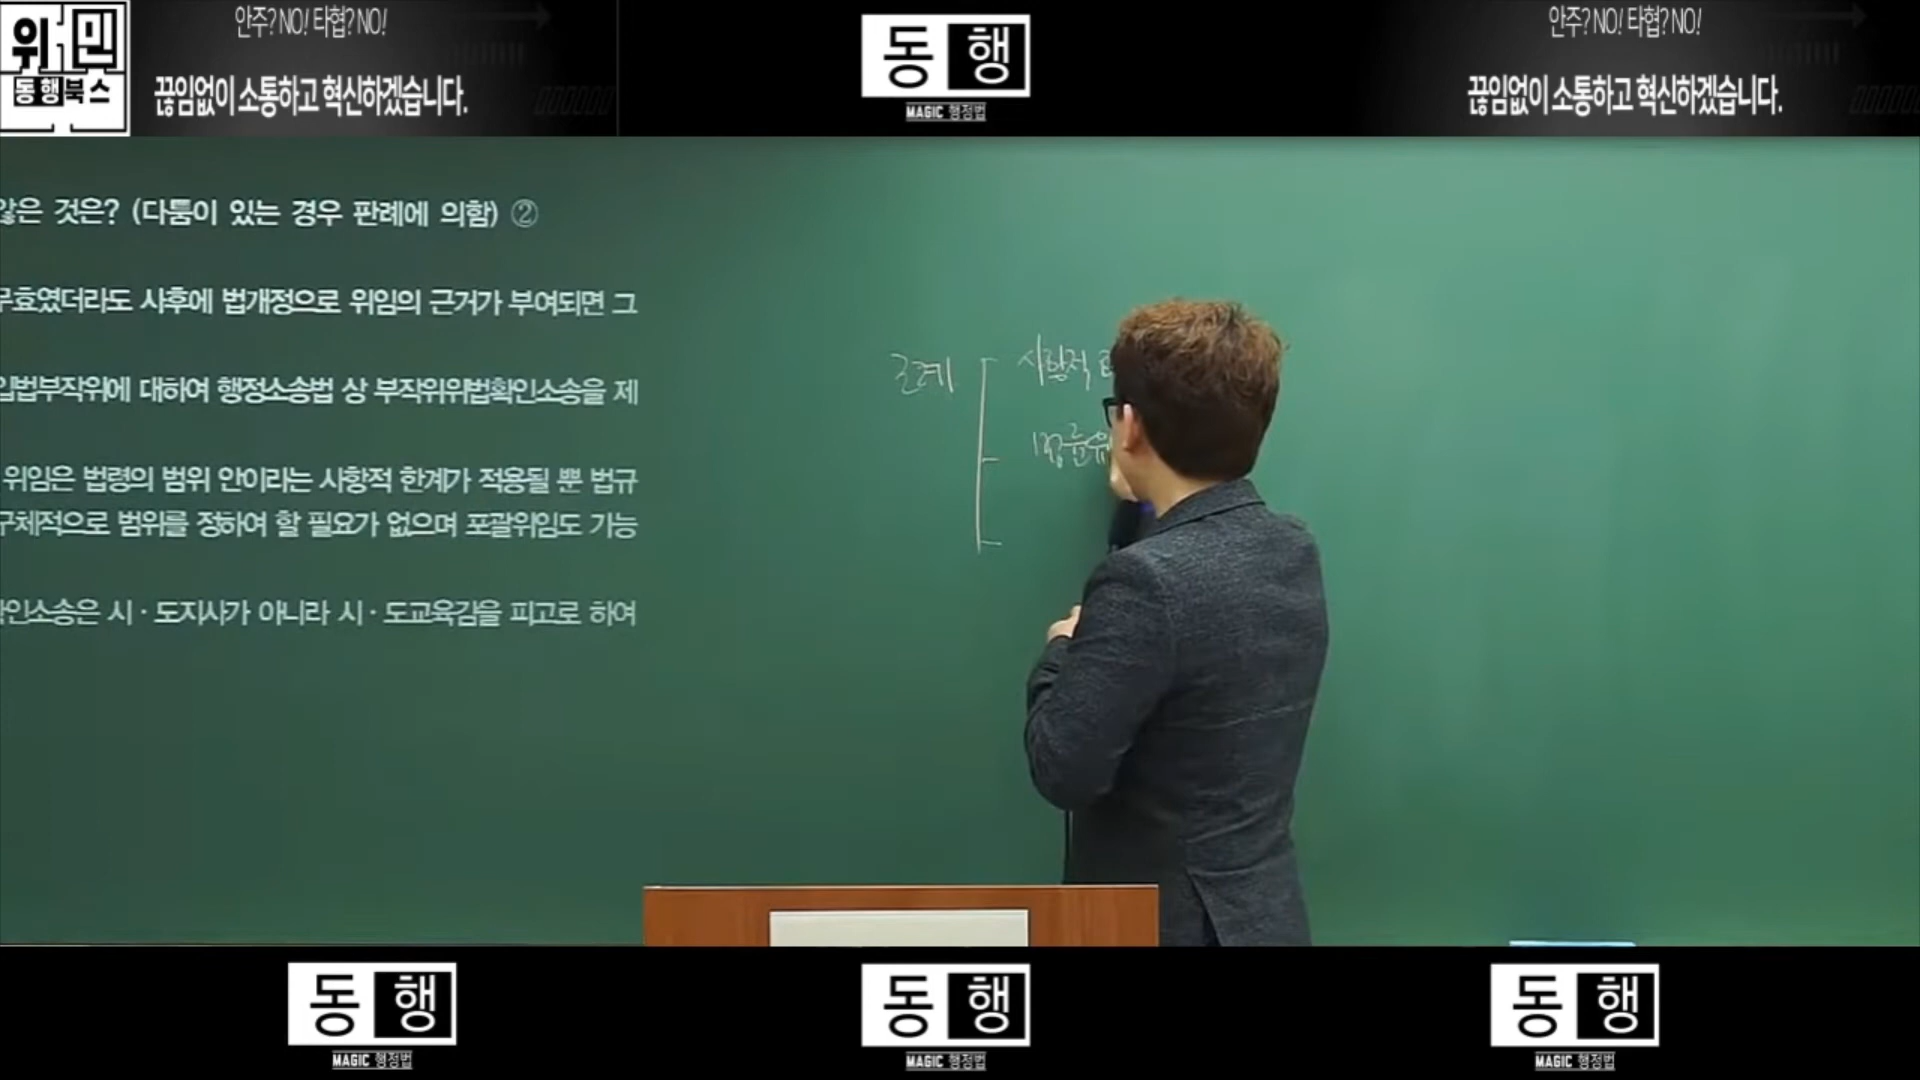 위민
동행북스
안주? NO! 타협? NO!
끊임없이 소통하고 혁신하겠습니다.
동행
MAGIC 행정법
안주? NO! 타협? NO!
끊임없이 소통하고 혁신하겠습니다.
않은 것은? (다툼이 있는 경우 판례에 의함) ②
무효였더라도 사후에 법개정으로 위임의 근거가 부여되면 그
입법부작위에 대하여 행정소송법 상 부작위위법확인소송을 제
위임은 법령의 범위 안이라는 사항적 한계가 적용될 뿐 법규
구체적으로 범위를 정하여 할 필요가 없으며 포괄위임도 가능
확인소송은 시·도지사가 아니라 시·도교육감을 피고로 하여
사항적
법률
동행
MAGIC 행정법
동행
MAGIC 행정법
동행
MAGIC 행정법